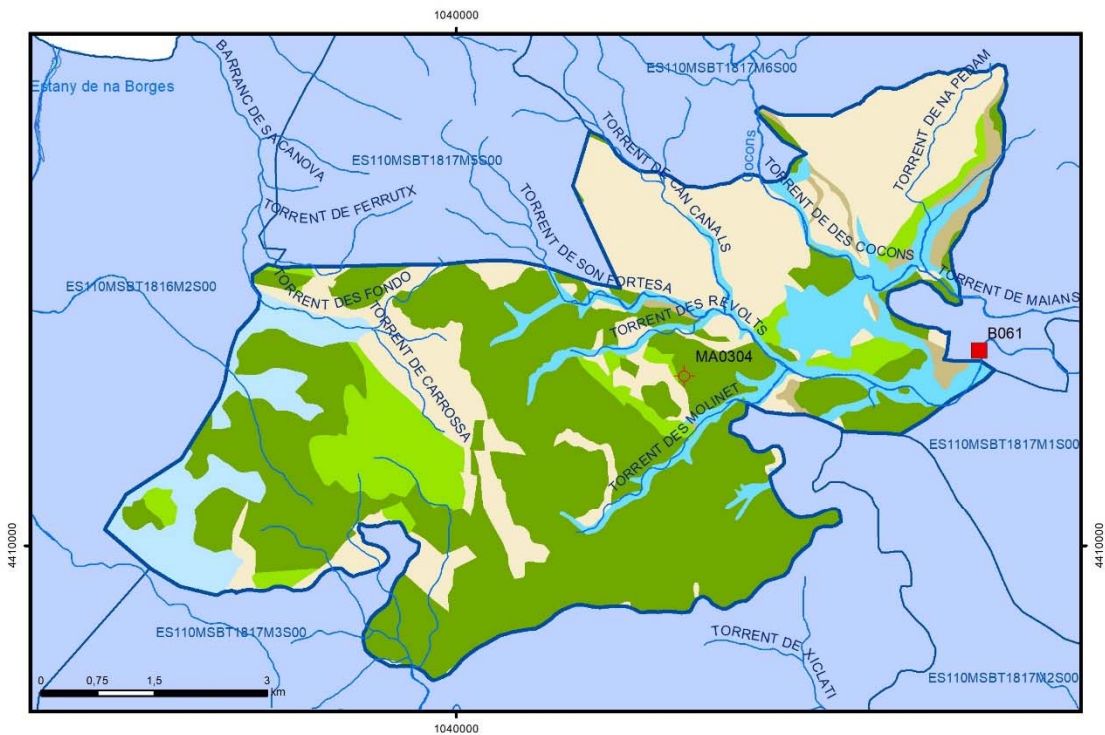 1040000
ES110MSBT1817M6S00
Estany de na Borges
BARRANC DE SA CANOVA
TORRENT DE NA PEDAM
TORRENT DE CAN CANALS
cocons
ES110MSBT1817M5S00
TORRENT DE FERRUTX
TORRENT DE SON FORTESA
TORRENT DE DES COCONS
TORRENT DE MAIANS
ES110MSBT1816M2S00
TORRENT DES FONDO
TORRENT DES REVOLTS
B061
MA0304
TORRENT DE CARROSSA
TORRENT DES MOLINET
ES110MSBT1817M1S00
4410000
4410000
ES110MSBT1817M3S00
TORRENT DE XICLATI
ES110MSBT1817M2S00
0 0,75 1,5 3
km
1040000